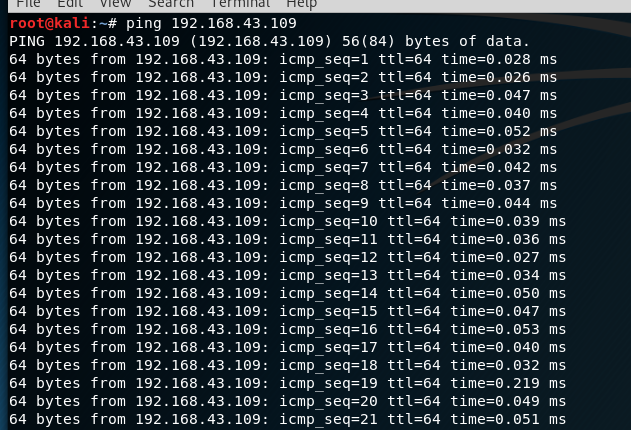 File Edit View Search Terminal Help
root@kali:~# ping 192.168.43.109
PING 192.168.43.109 (192.168.43.109) 56(84) bytes of data.
64 bytes from 192.168.43.109: icmp_seq=1 ttl=64 time=0.028 ms
64 bytes from 192.168.43.109: icmp_seq=2 ttl=64 time=0.026 ms
64 bytes from 192.168.43.109: icmp_seq=3 ttl=64 time=0.047 ms
64 bytes from 192.168.43.109: icmp_seq=4 ttl=64 time=0.040 ms
64 bytes from 192.168.43.109: icmp_seq=5 ttl=64 time=0.052 ms
64 bytes from 192.168.43.109: icmp_seq=6 ttl=64 time=0.032 ms
64 bytes from 192.168.43.109: icmp_seq=7 ttl=64 time=0.042 ms
64 bytes from 192.168.43.109: icmp_seq=8 ttl=64 time=0.037 ms
64 bytes from 192.168.43.109: icmp_seq=9 ttl=64 time=0.044 ms
64 bytes from 192.168.43.109: icmp_seq=10 ttl=64 time=0.039 ms
64 bytes from 192.168.43.109: icmp_seq=11 ttl=64 time=0.036 ms
64 bytes from 192.168.43.109: icmp_seq=12 ttl=64 time=0.027 ms
64 bytes from 192.168.43.109: icmp_seq=13 ttl=64 time=0.034 ms
64 bytes from 192.168.43.109: icmp_seq=14 ttl=64 time=0.050 ms
64 bytes from 192.168.43.109: icmp_seq=15 ttl=64 time=0.047 ms
64 bytes from 192.168.43.109: icmp_seq=16 ttl=64 time=0.053 ms
64 bytes from 192.168.43.109: icmp_seq=17 ttl=64 time=0.040 ms
64 bytes from 192.168.43.109: icmp_seq=18 ttl=64 time=0.032 ms
64 bytes from 192.168.43.109: icmp_seq=19 ttl=64 time=0.219 ms
64 bytes from 192.168.43.109: icmp_seq=20 ttl=64 time=0.049 ms
64 bytes from 192.168.43.109: icmp_seq=21 ttl=64 time=0.051 ms